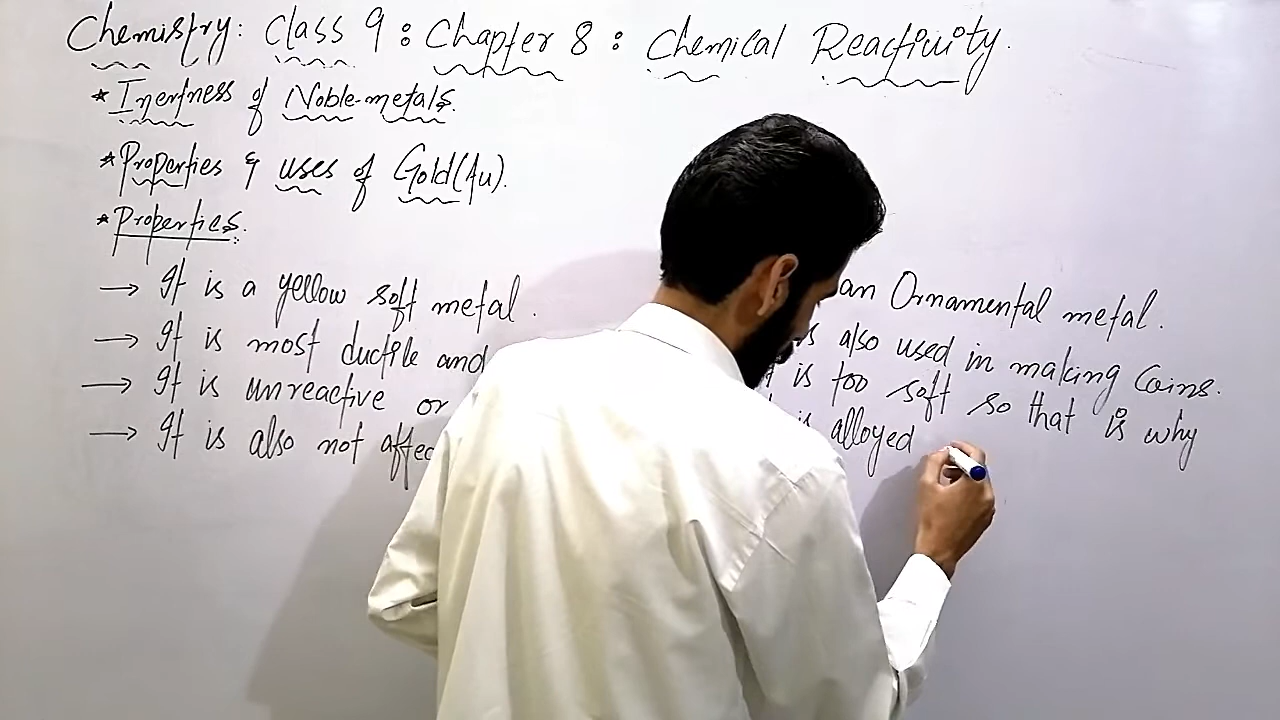 Chemistry: Class 9 : Chapter 8 : Chemical Reactivity.
* Inertness of Noble-metals.
* Properties & uses of Gold(Au).
* Properties.
→ It is a yellow soft metal.
→ It is most ductile and
→ It is unreactive or
→ It is also not affec
an Ornamental metal.
is also used in making Coins.
is too soft so that is why
is alloyed